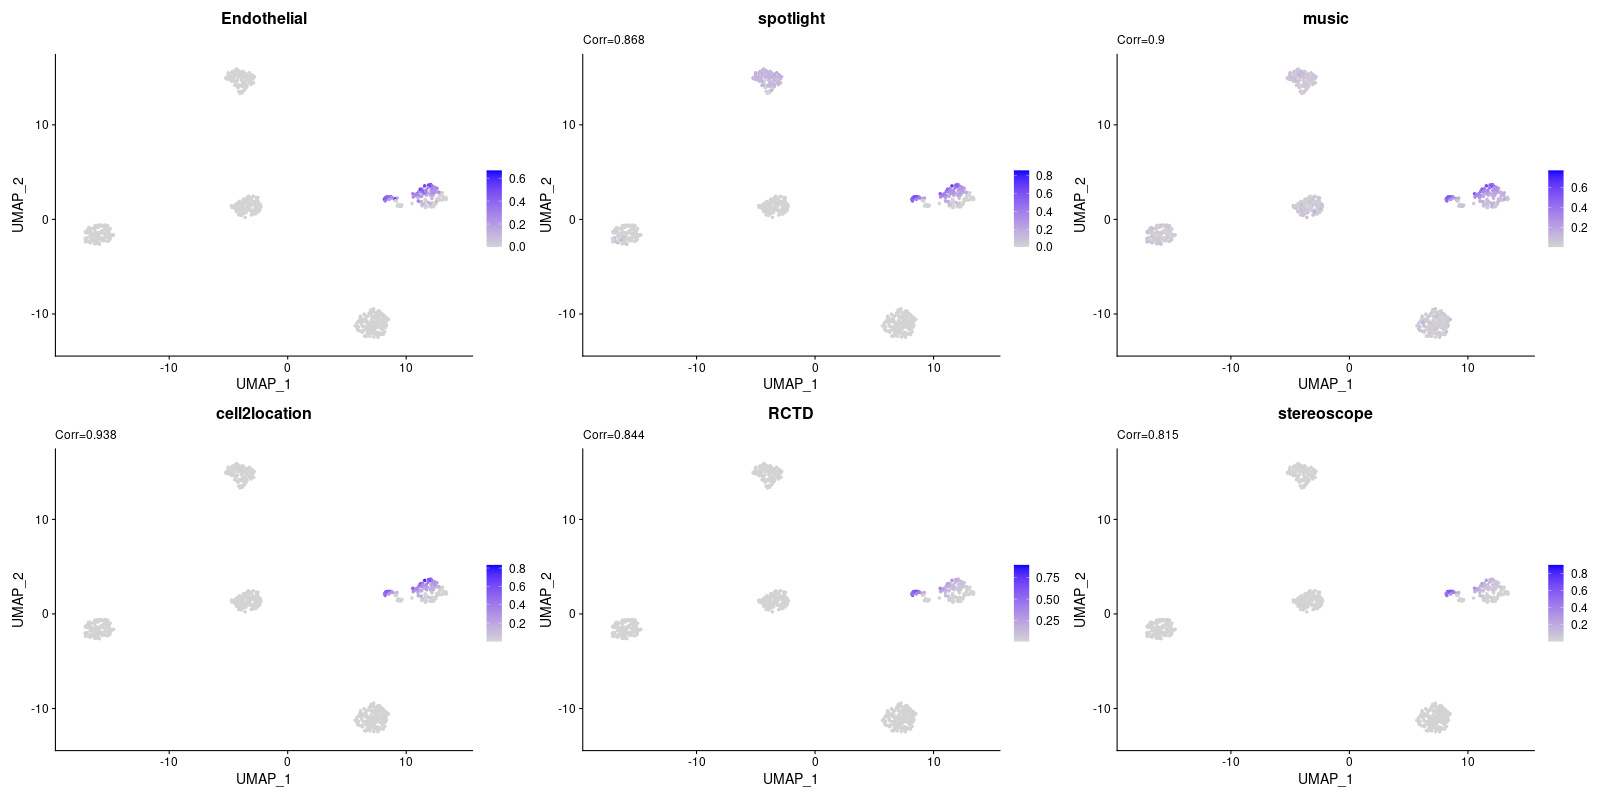 Endothelial
10
0
-10
-10
0
10
UMAP_1
UMAP_2
0.6
0.4
0.2
0.0
spotlight
Corr=0.868
10
0
-10
-10
0
10
UMAP_1
UMAP_2
0.8
0.6
0.4
0.2
0.0
music
Corr=0.9
10
0
-10
-10
0
10
UMAP_1
UMAP_2
0.6
0.4
0.2
cell2location
Corr=0.938
10
0
-10
-10
0
10
UMAP_1
UMAP_2
0.8
0.6
0.4
0.2
RCTD
Corr=0.844
10
0
-10
-10
0
10
UMAP_1
UMAP_2
0.75
0.50
0.25
stereoscope
Corr=0.815
10
0
-10
-10
0
10
UMAP_1
UMAP_2
0.8
0.6
0.4
0.2